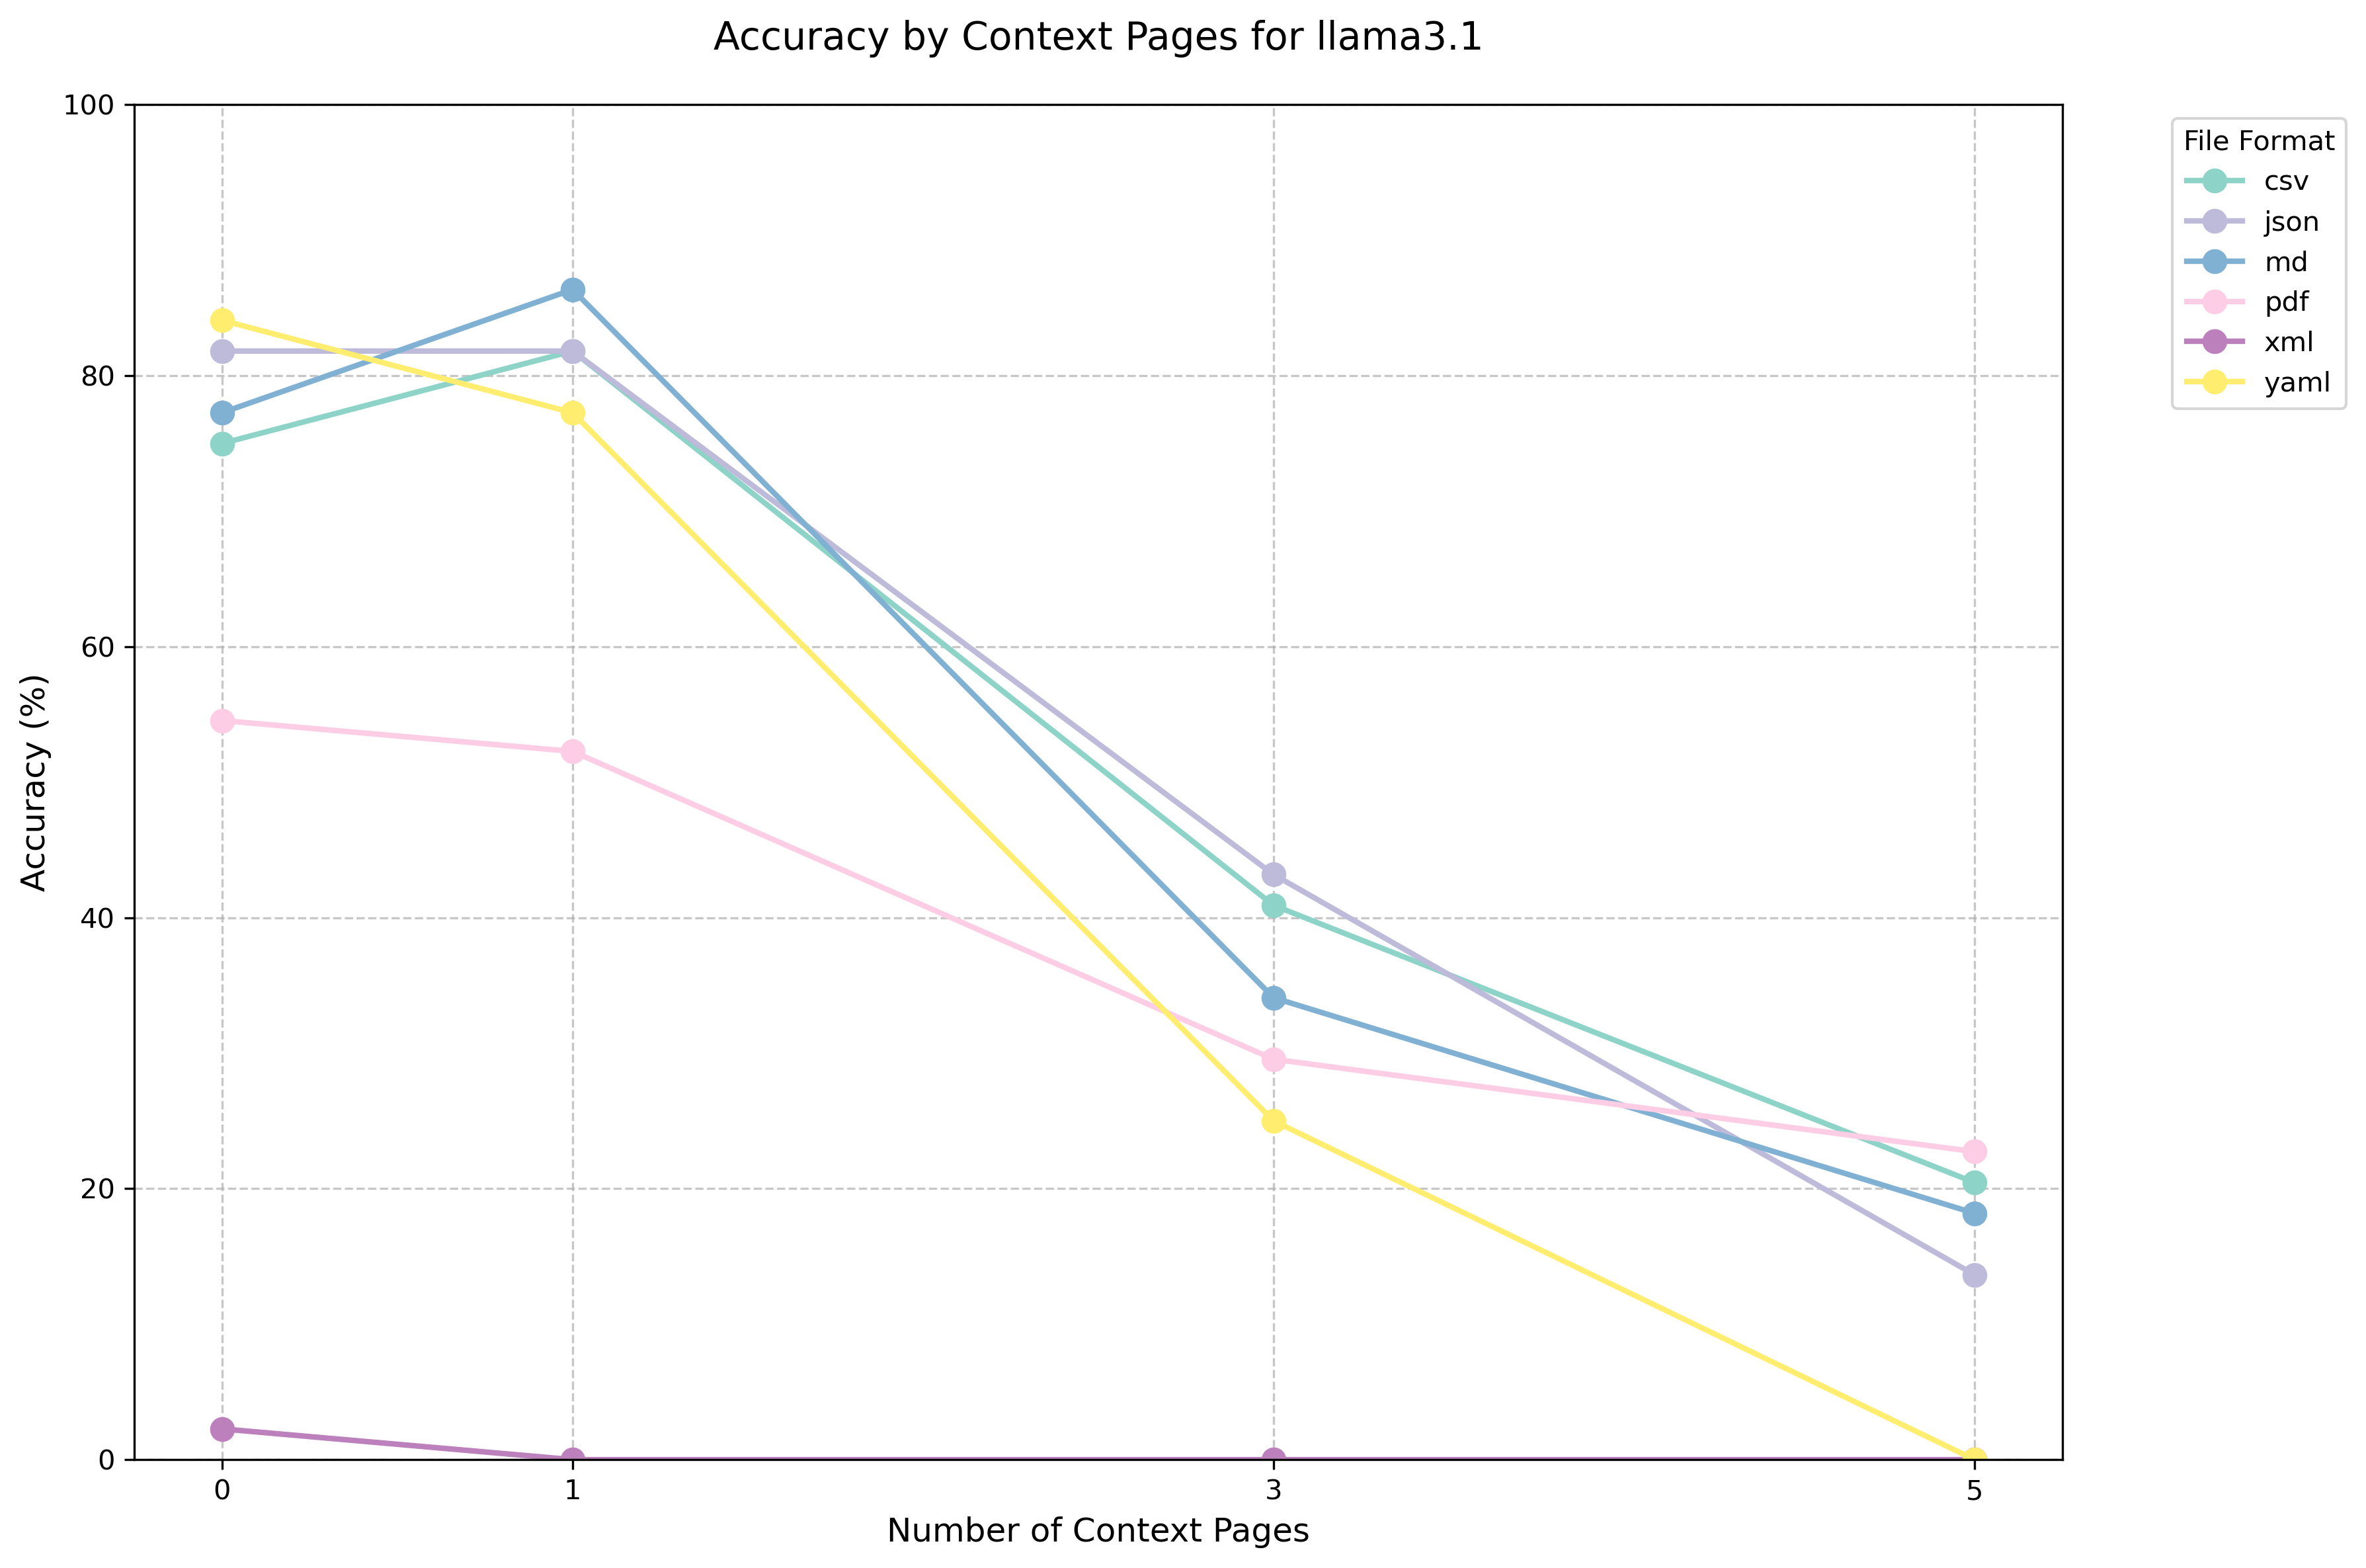 Accuracy by Context Pages for llama3.1
100
80
60
40
20
0
Accuracy (%)
0
1
3
5
Number of Context Pages
File Format
csv
json
md
pdf
xml
yaml